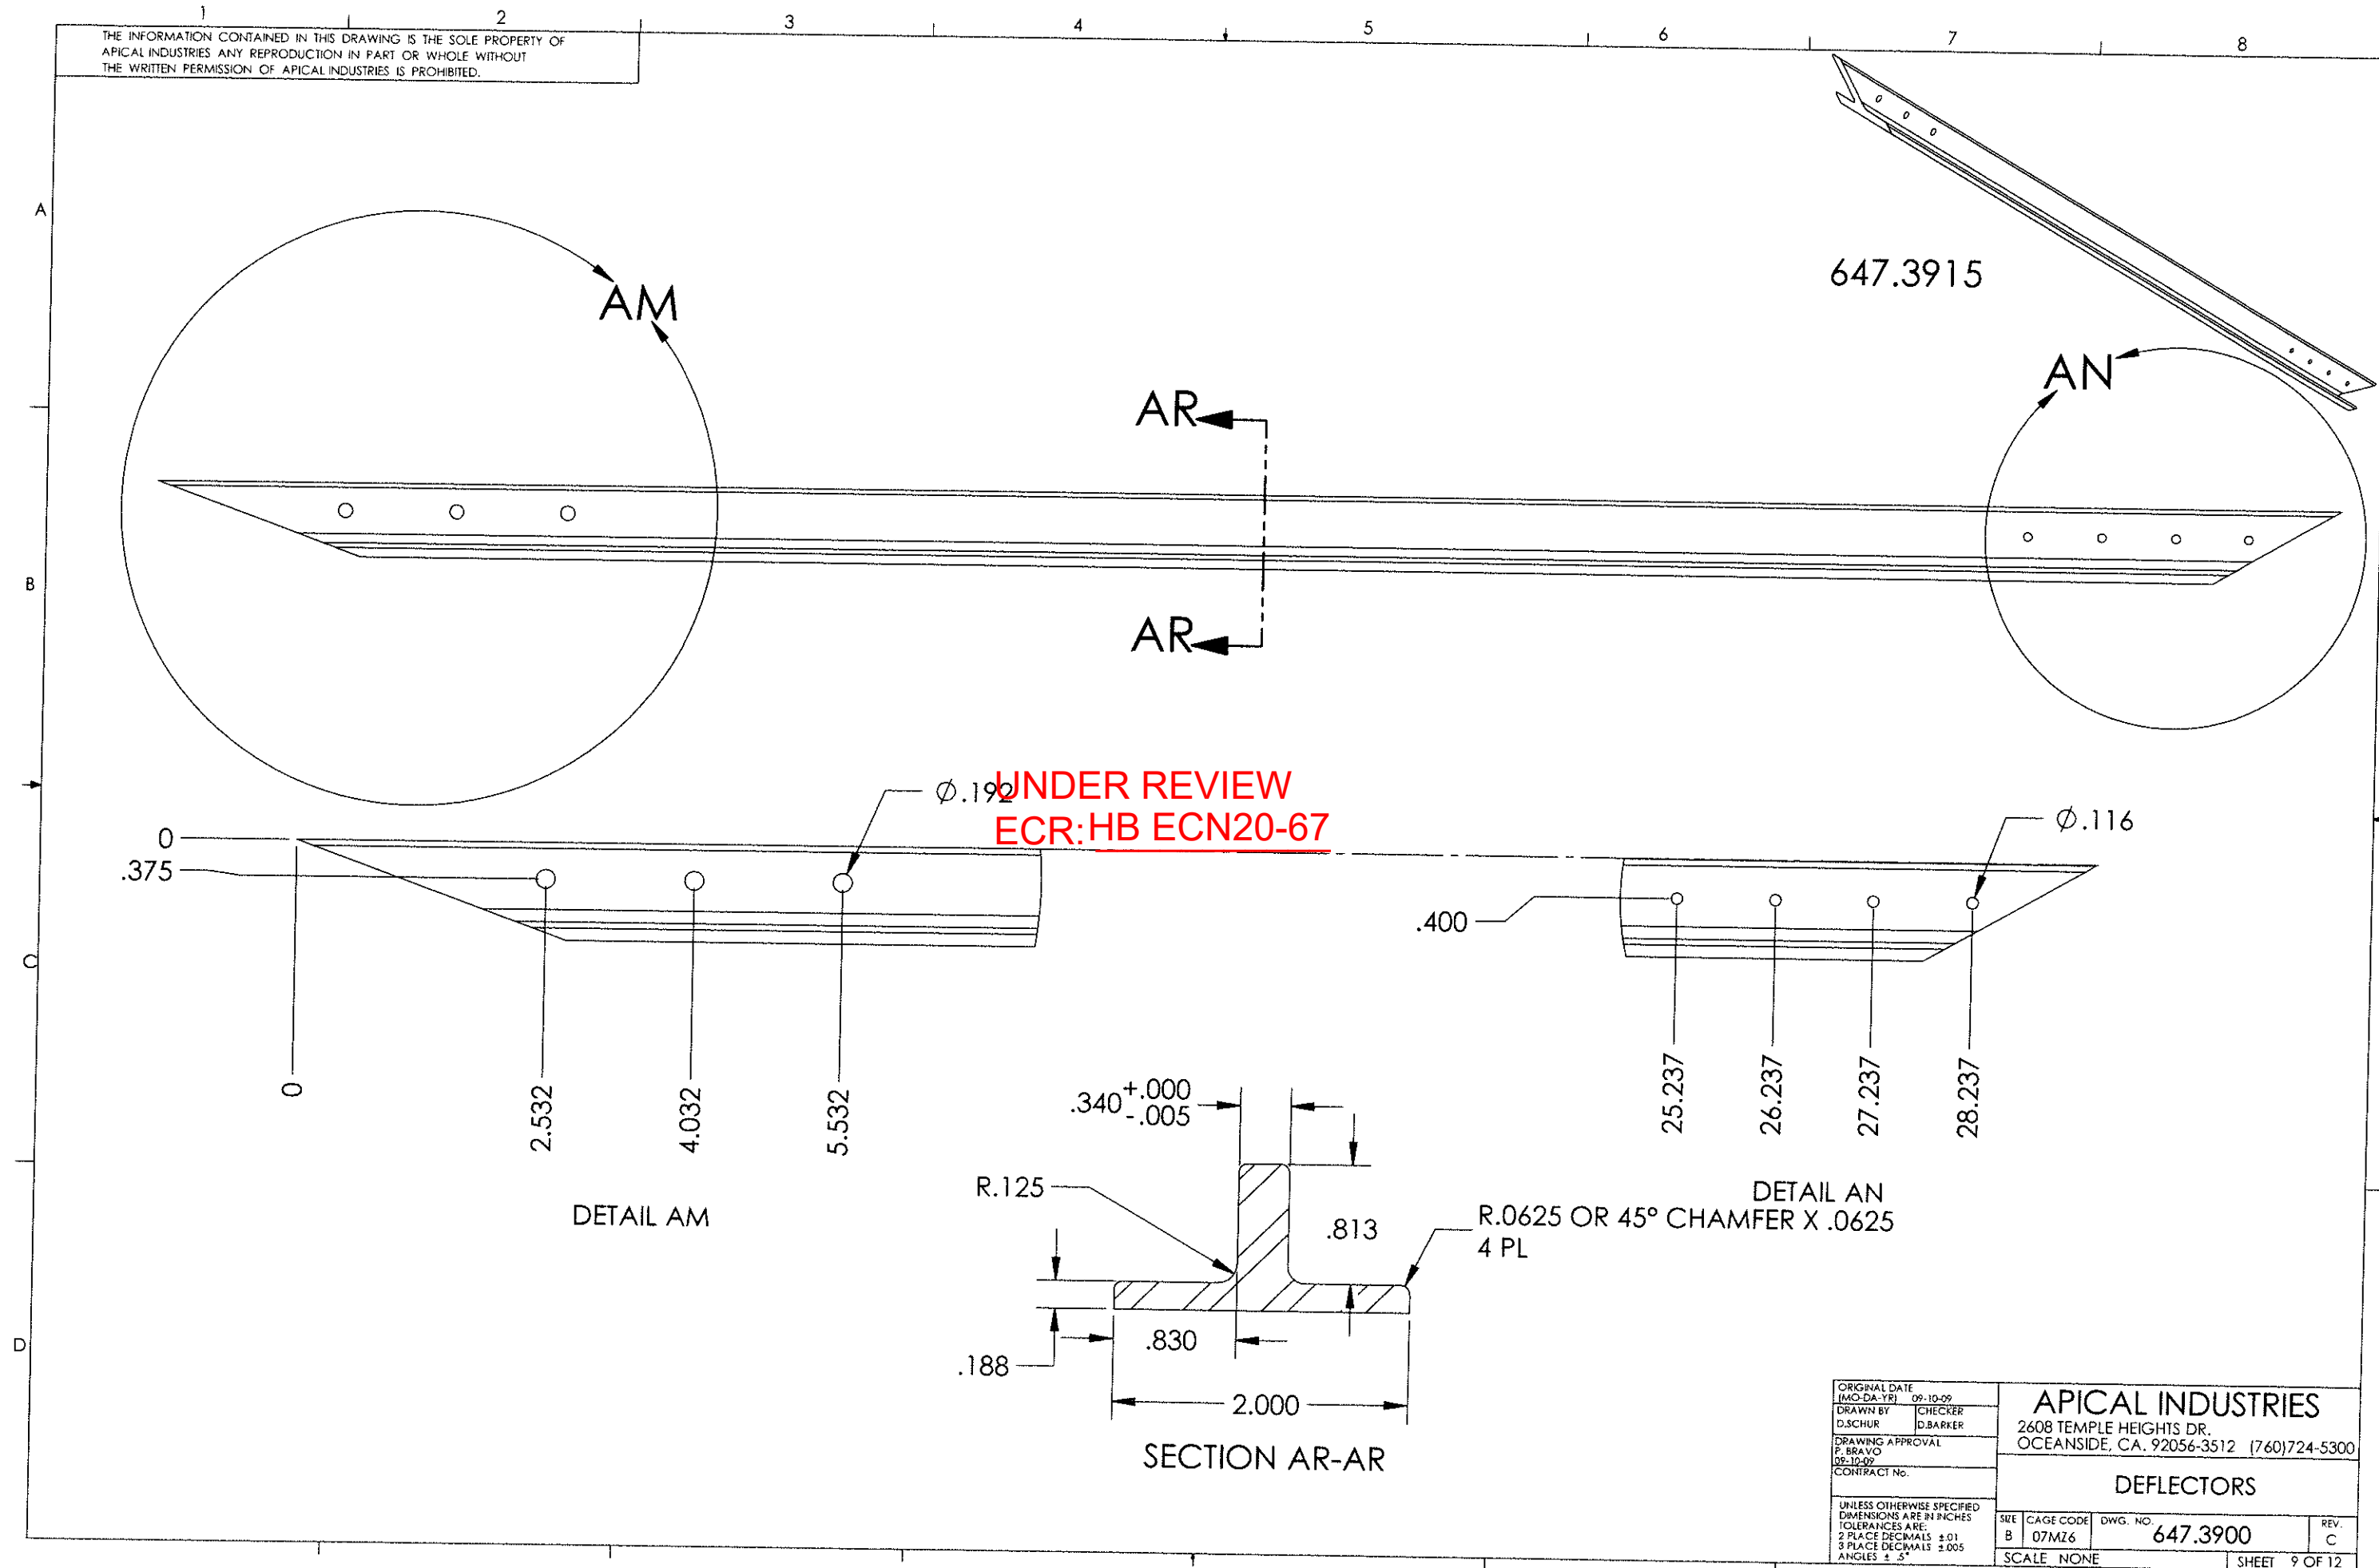 1 2 3 4 5 6 7 8
THE INFORMATION CONTAINED IN THIS DRAWING IS THE SOLE PROPERTY OF
APICAL INDUSTRIES ANY REPRODUCTION IN PART OR WHOLE WITHOUT
THE WRITTEN PERMISSION OF APICAL INDUSTRIES IS PROHIBITED.
A
647.3915
AM
AN
AR
B
AR
UNDER REVIEW
ECR: HB ECN20-67
Ø.192
Ø.116
0
.375
.400
C
0
2.532
4.032
5.532
25.237
26.237
27.237
28.237
DETAIL AM
DETAIL AN
.340 +.000
-.005
R.125
.813
R.0625 OR 45° CHAMFER X .0625
4 PL
D
.830
.188
2.000
SECTION AR-AR
ORIGINAL DATE
(MO-DA-YR) 09-10-09
DRAWN BY
D.SCHUR
CHECKER
D.BARKER
DRAWING APPROVAL
P. BRAVO
09-10-09
CONTRACT No.
UNLESS OTHERWISE SPECIFIED
DIMENSIONS ARE IN INCHES
TOLERANCES ARE:
2 PLACE DECIMALS ±.01
3 PLACE DECIMALS ±.005
ANGLES ± .5°
APICAL INDUSTRIES
2608 TEMPLE HEIGHTS DR.
OCEANSIDE, CA. 92056-3512 (760)724-5300
DEFLECTORS
SIZE
B
CAGE CODE
07MZ6
DWG. NO.
647.3900
REV.
C
SCALE NONE
SHEET 9 OF 12